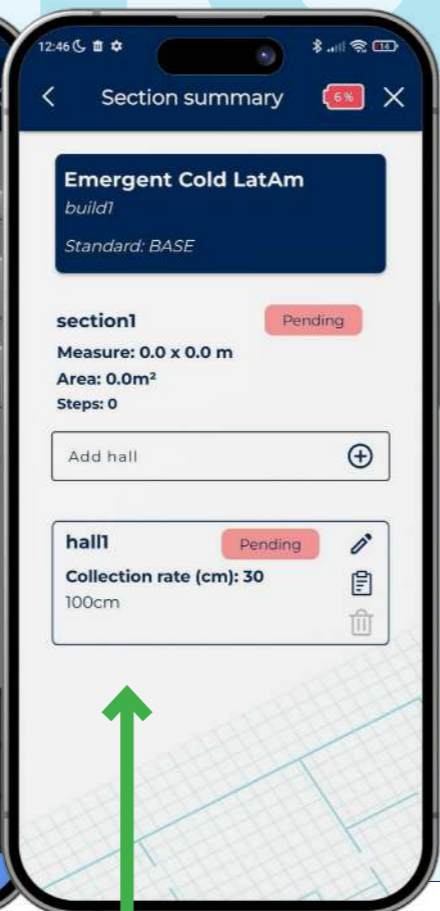 12:46
14
Section summary
6%
Emergent Cold LatAm
build1
Standard: BASE
section1
Pending
Measure: 0.0 x 0.0 m
Area: 0.0m²
Steps: 0
Add hall
hall1
Pending
Collection rate (cm): 30
100cm